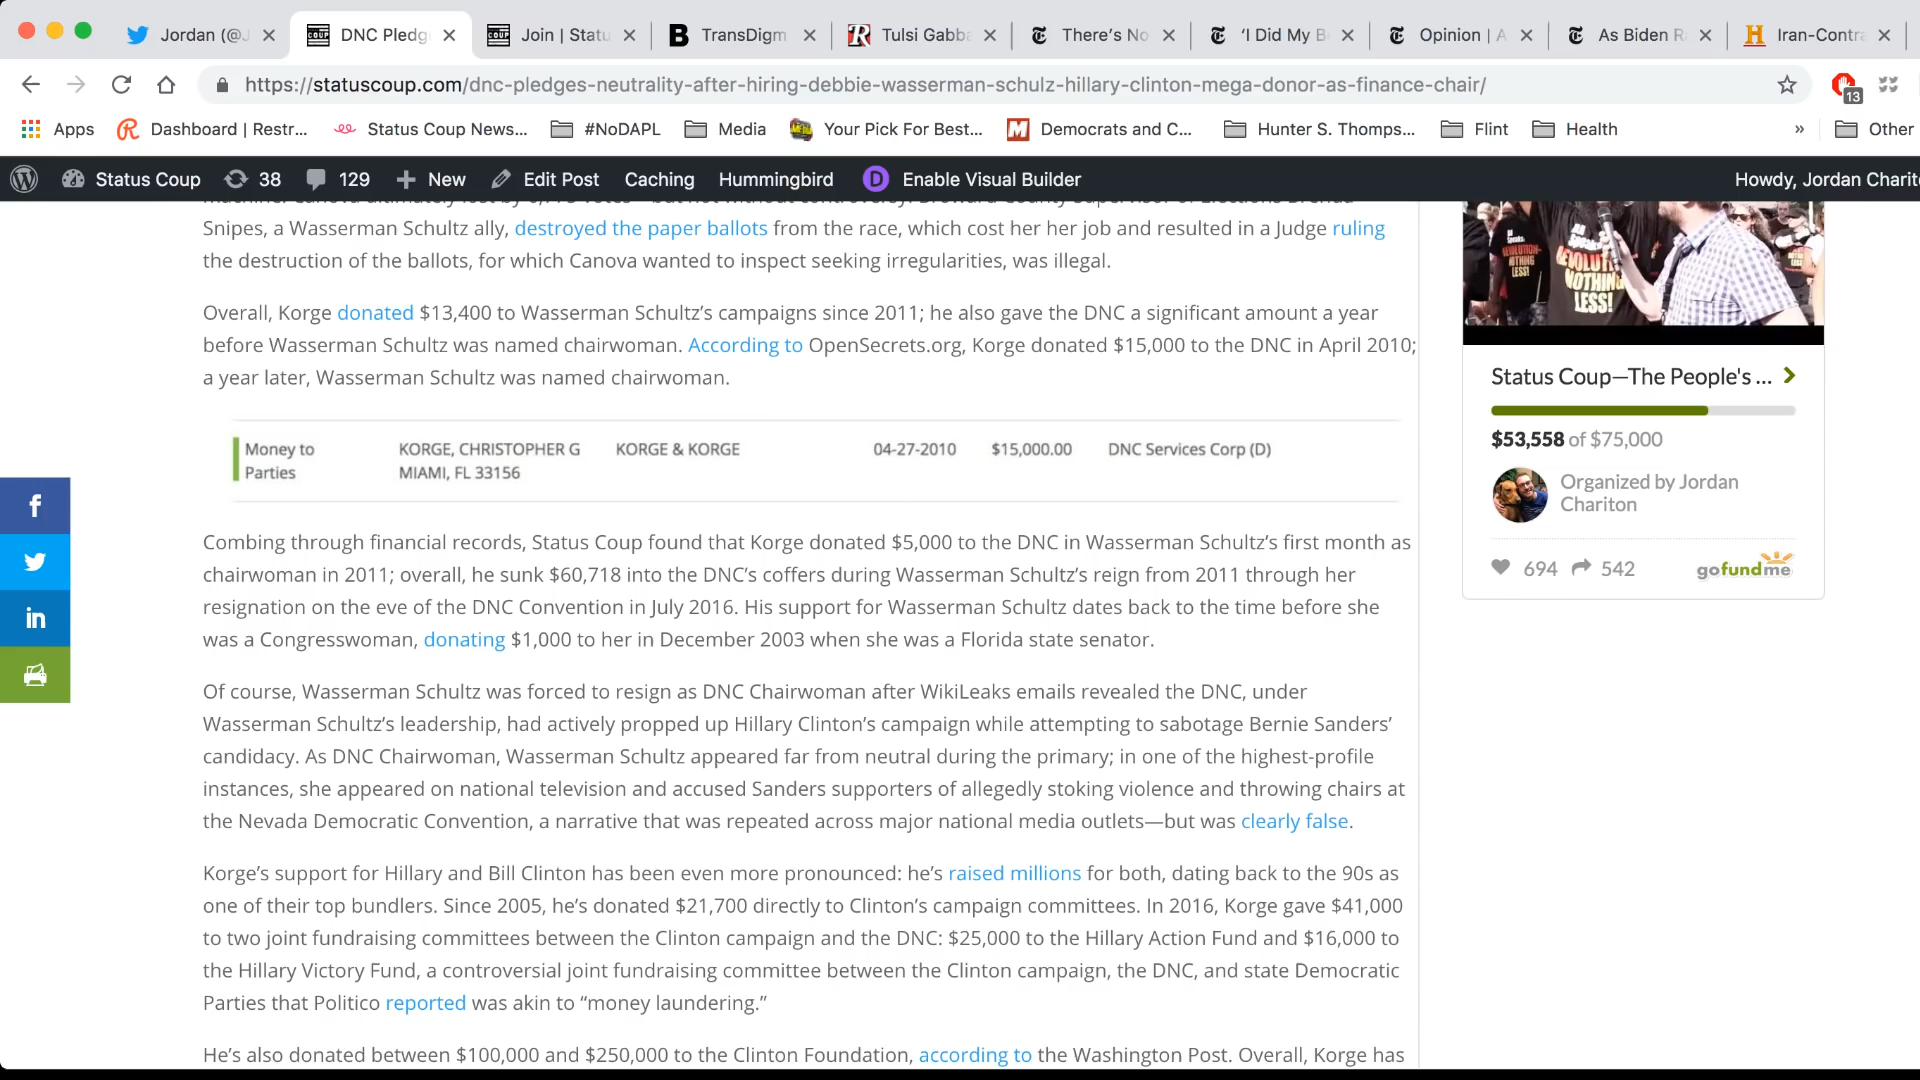 Jordan (@J
DNC Pledg
Join | Statu
TransDigm
Tulsi Gabba
There's No
'I Did My B
Opinion | A
As Biden R
Iran-Contra
https://statuscoup.com/dnc-pledges-neutrality-after-hiring-debbie-wasserman-schulz-hillary-clinton-mega-donor-as-finance-chair/
13
Apps Dashboard | Restr... Status Coup News... #NoDAPL Media Your Pick For Best... Democrats and C... Hunter S. Thomps... Flint Health » Other
Status Coup 38 129 New Edit Post Caching Hummingbird Enable Visual Builder Howdy, Jordan Charit
Snipes, a Wasserman Schultz ally, destroyed the paper ballots from the race, which cost her her job and resulted in a Judge ruling
the destruction of the ballots, for which Canova wanted to inspect seeking irregularities, was illegal.
Overall, Korge donated $13,400 to Wasserman Schultz's campaigns since 2011; he also gave the DNC a significant amount a year
before Wasserman Schultz was named chairwoman. According to OpenSecrets.org, Korge donated $15,000 to the DNC in April 2010;
a year later, Wasserman Schultz was named chairwoman.
Money to KORGE, CHRISTOPHER G KORGE & KORGE 04-27-2010 $15,000.00 DNC Services Corp (D)
Parties MIAMI, FL 33156
Combing through financial records, Status Coup found that Korge donated $5,000 to the DNC in Wasserman Schultz's first month as
chairwoman in 2011; overall, he sunk $60,718 into the DNC's coffers during Wasserman Schultz's reign from 2011 through her
resignation on the eve of the DNC Convention in July 2016. His support for Wasserman Schultz dates back to the time before she
was a Congresswoman, donating $1,000 to her in December 2003 when she was a Florida state senator.
Of course, Wasserman Schultz was forced to resign as DNC Chairwoman after WikiLeaks emails revealed the DNC, under
Wasserman Schultz's leadership, had actively propped up Hillary Clinton's campaign while attempting to sabotage Bernie Sanders'
candidacy. As DNC Chairwoman, Wasserman Schultz appeared far from neutral during the primary; in one of the highest-profile
instances, she appeared on national television and accused Sanders supporters of allegedly stoking violence and throwing chairs at
the Nevada Democratic Convention, a narrative that was repeated across major national media outlets—but was clearly false.
Korge's support for Hillary and Bill Clinton has been even more pronounced: he's raised millions for both, dating back to the 90s as
one of their top bundlers. Since 2005, he's donated $21,700 directly to Clinton's campaign committees. In 2016, Korge gave $41,000
to two joint fundraising committees between the Clinton campaign and the DNC: $25,000 to the Hillary Action Fund and $16,000 to
the Hillary Victory Fund, a controversial joint fundraising committee between the Clinton campaign, the DNC, and state Democratic
Parties that Politico reported was akin to "money laundering."
He's also donated between $100,000 and $250,000 to the Clinton Foundation, according to the Washington Post. Overall, Korge has
NOTHING
LESS!
Status Coup—The People's ...
$53,558 of $75,000
Organized by Jordan
Chariton
694 542
gofundme